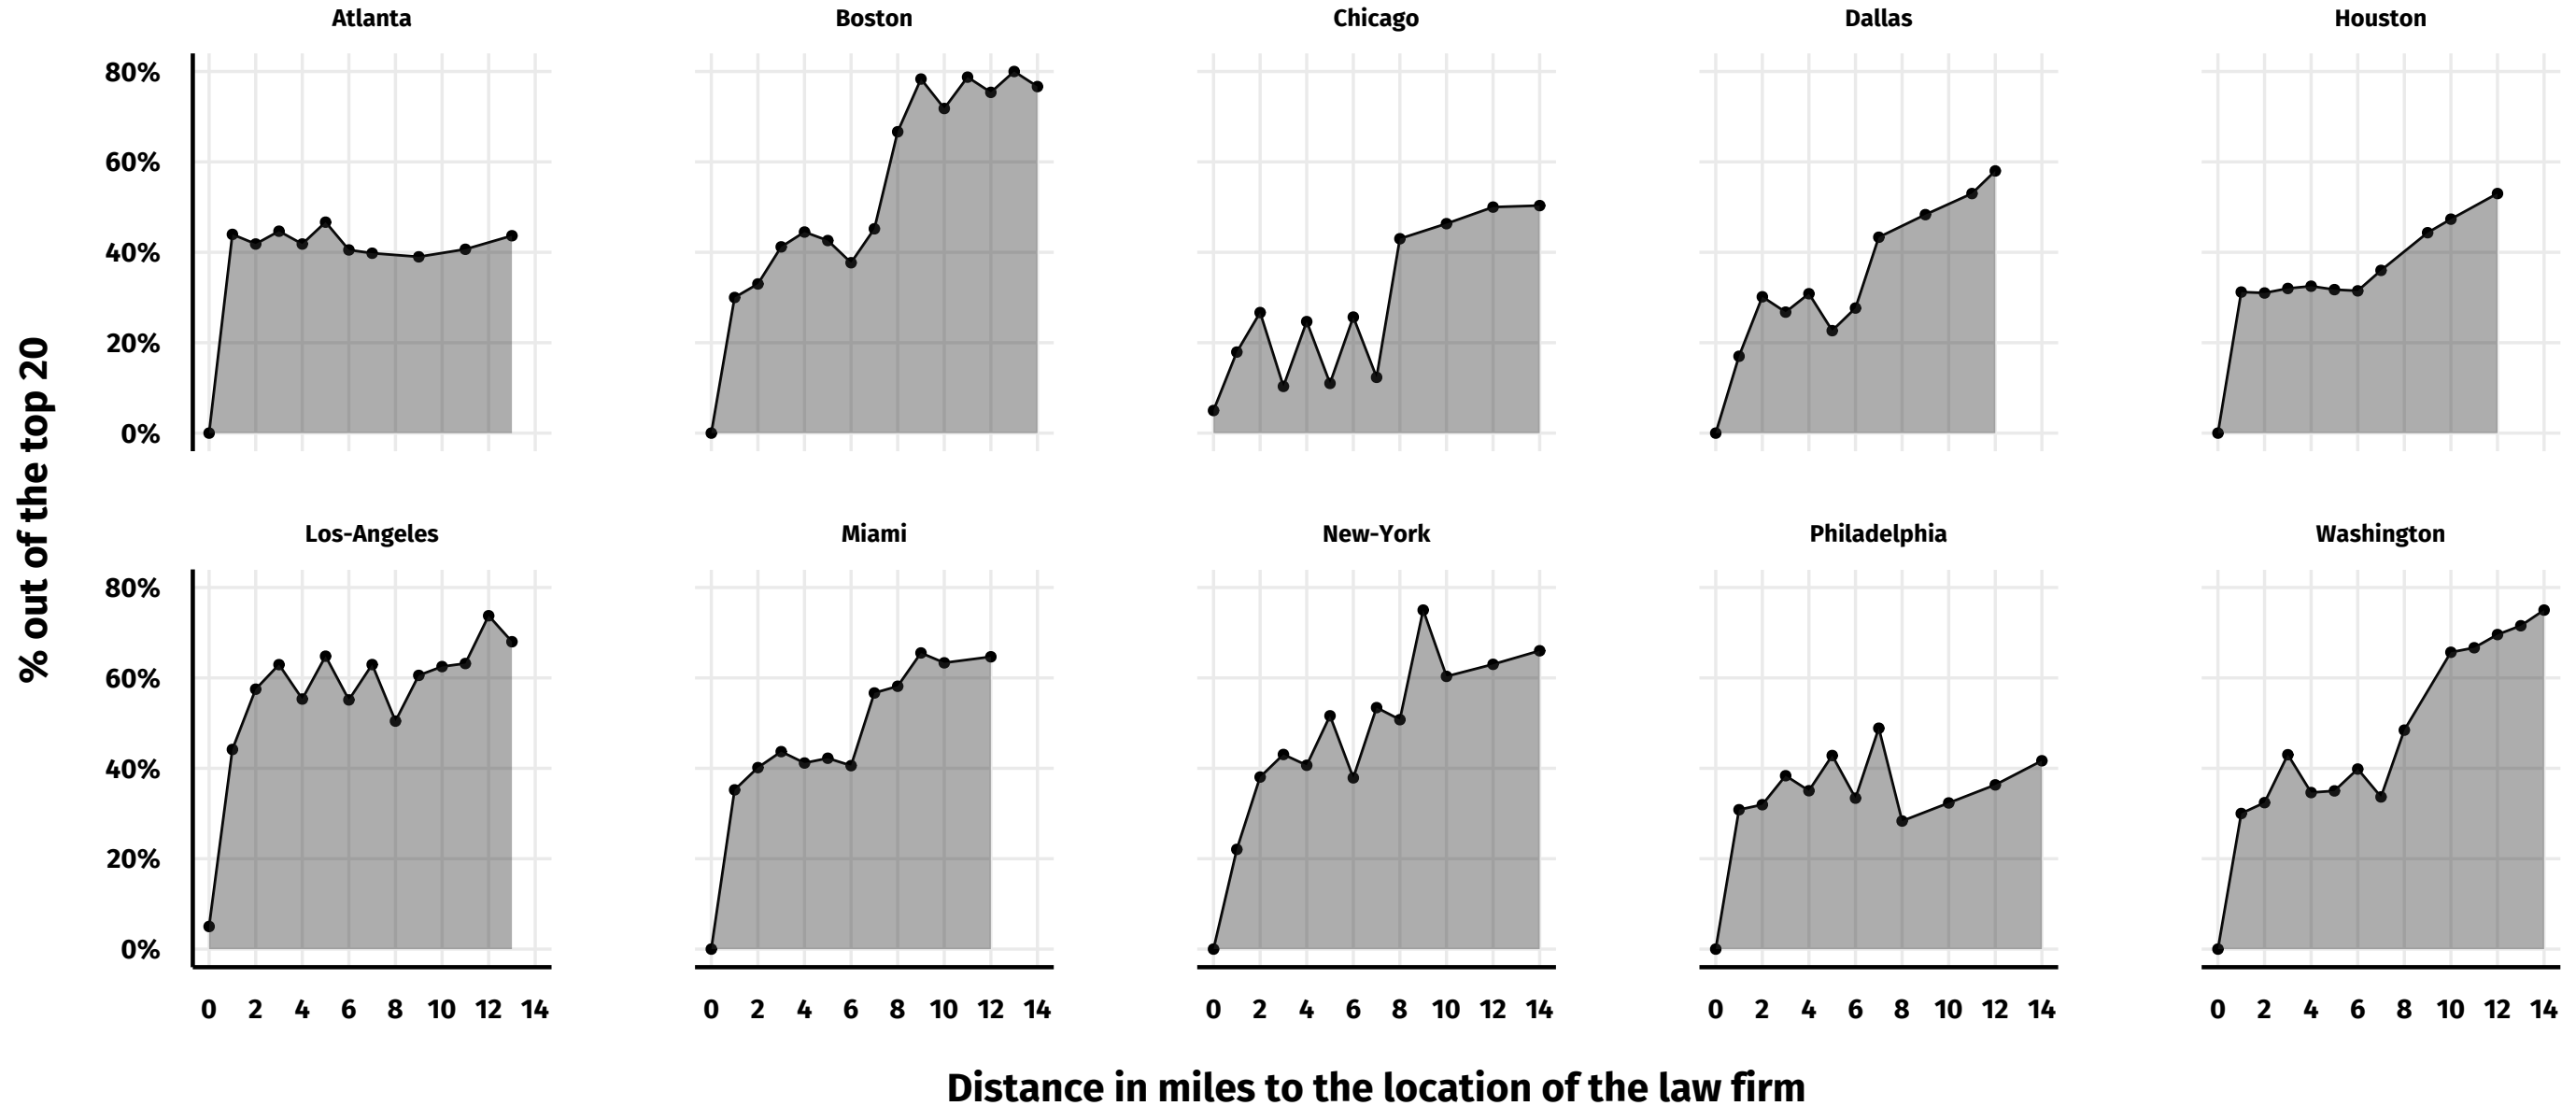 Atlanta
Boston
Chicago
Dallas
Houston
80%
60%
40%
20%
0%
% out of the top 20
Los-Angeles
Miami
New-York
Philadelphia
Washington
80%
60%
40%
20%
0%
0 2 4 6 8 10 12 14
0 2 4 6 8 10 12 14
0 2 4 6 8 10 12 14
0 2 4 6 8 10 12 14
0 2 4 6 8 10 12 14
Distance in miles to the location of the law firm